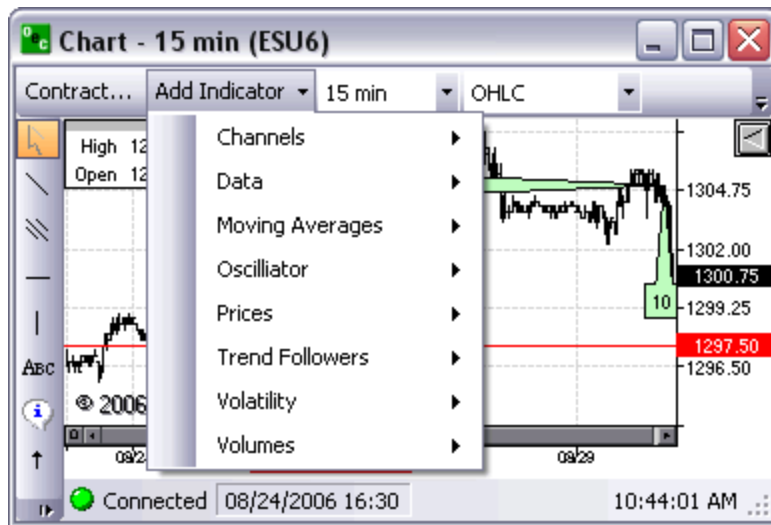 Chart - 15 min (ESU6)
Contract... Add Indicator 15 min OHLC
High 12
Open 12
Channels
Data
Moving Averages
Oscilliator
Prices
Trend Followers
Volatility
Volumes
1304.75
1302.00
1300.75
10 1299.25
1297.50
1296.50
ABC
© 2006
08/29
Connected 08/24/2006 16:30 10:44:01 AM